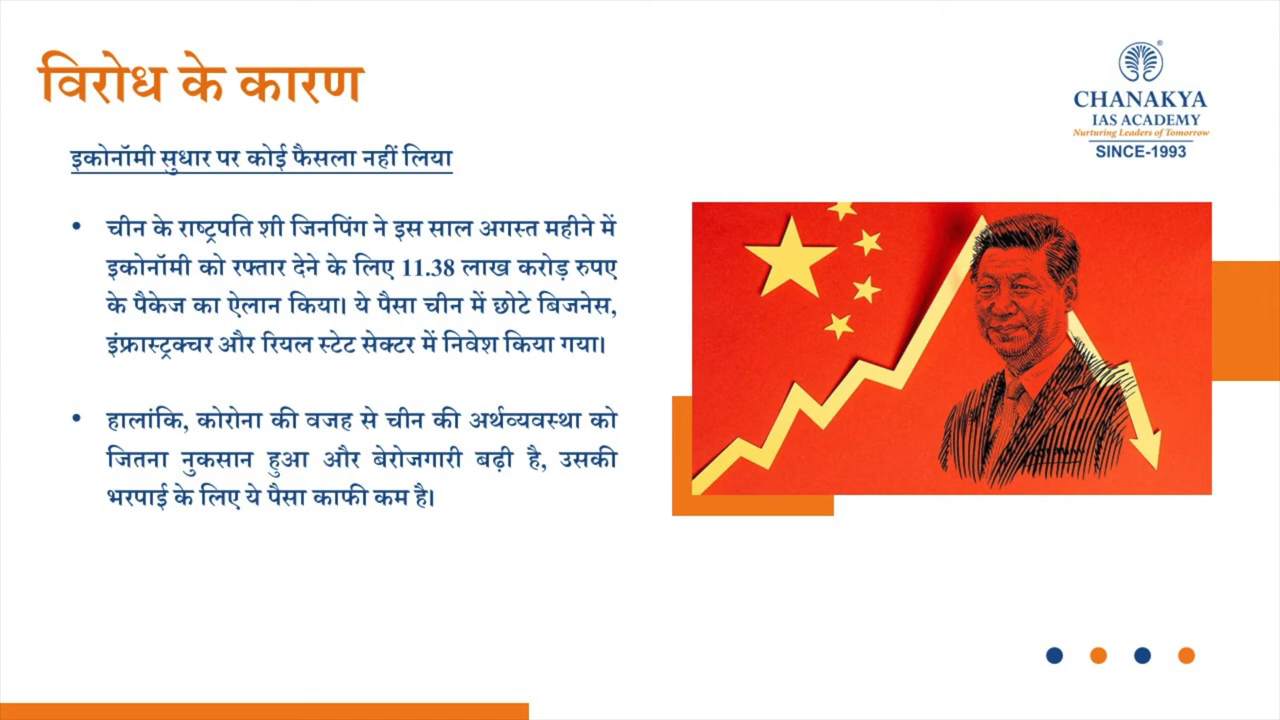 विरोध के कारण
CHANAKYA
IAS ACADEMY
Nurturing Leaders of Tomorrow
SINCE-1993
इकोनॉमी सुधार पर कोई फैसला नहीं लिया
• चीन के राष्ट्रपति शी जिनपिंग ने इस साल अगस्त महीने में
इकोनॉमी को रफ्तार देने के लिए 11.38 लाख करोड़ रुपए
के पैकेज का ऐलान किया। ये पैसा चीन में छोटे बिजनेस,
इंफ्रास्ट्रक्चर और रियल स्टेट सेक्टर में निवेश किया गया।
• हालांकि, कोरोना की वजह से चीन की अर्थव्यवस्था को
जितना नुकसान हुआ और बेरोजगारी बढ़ी है, उसकी
भरपाई के लिए ये पैसा काफी कम है।